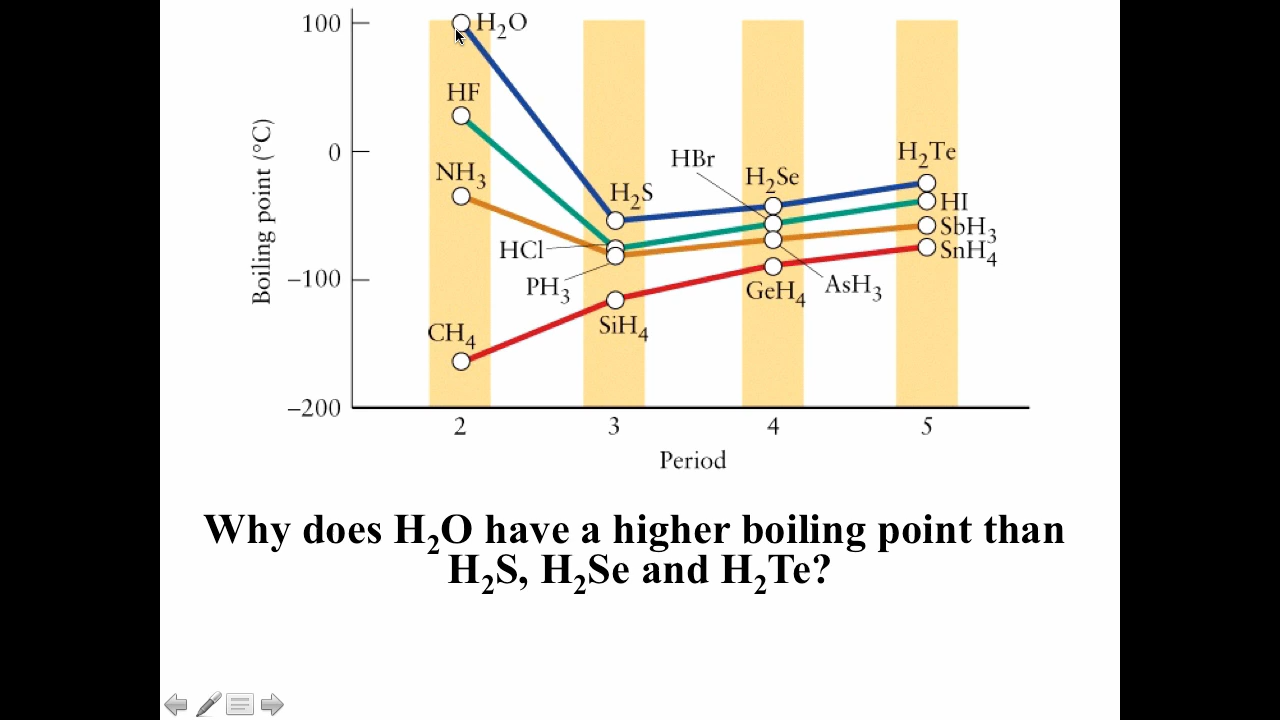 100
H₂O
HF
Boiling point (°C)
0
NH₃
HBr
H₂Se
H₂Te
H₂S
HI
HCl
SbH₃
SnH₄
−100
PH₃
GeH₄
AsH₃
CH₄
SiH₄
−200
2 3 4 5
Period
Why does H₂O have a higher boiling point than
H₂S, H₂Se and H₂Te?